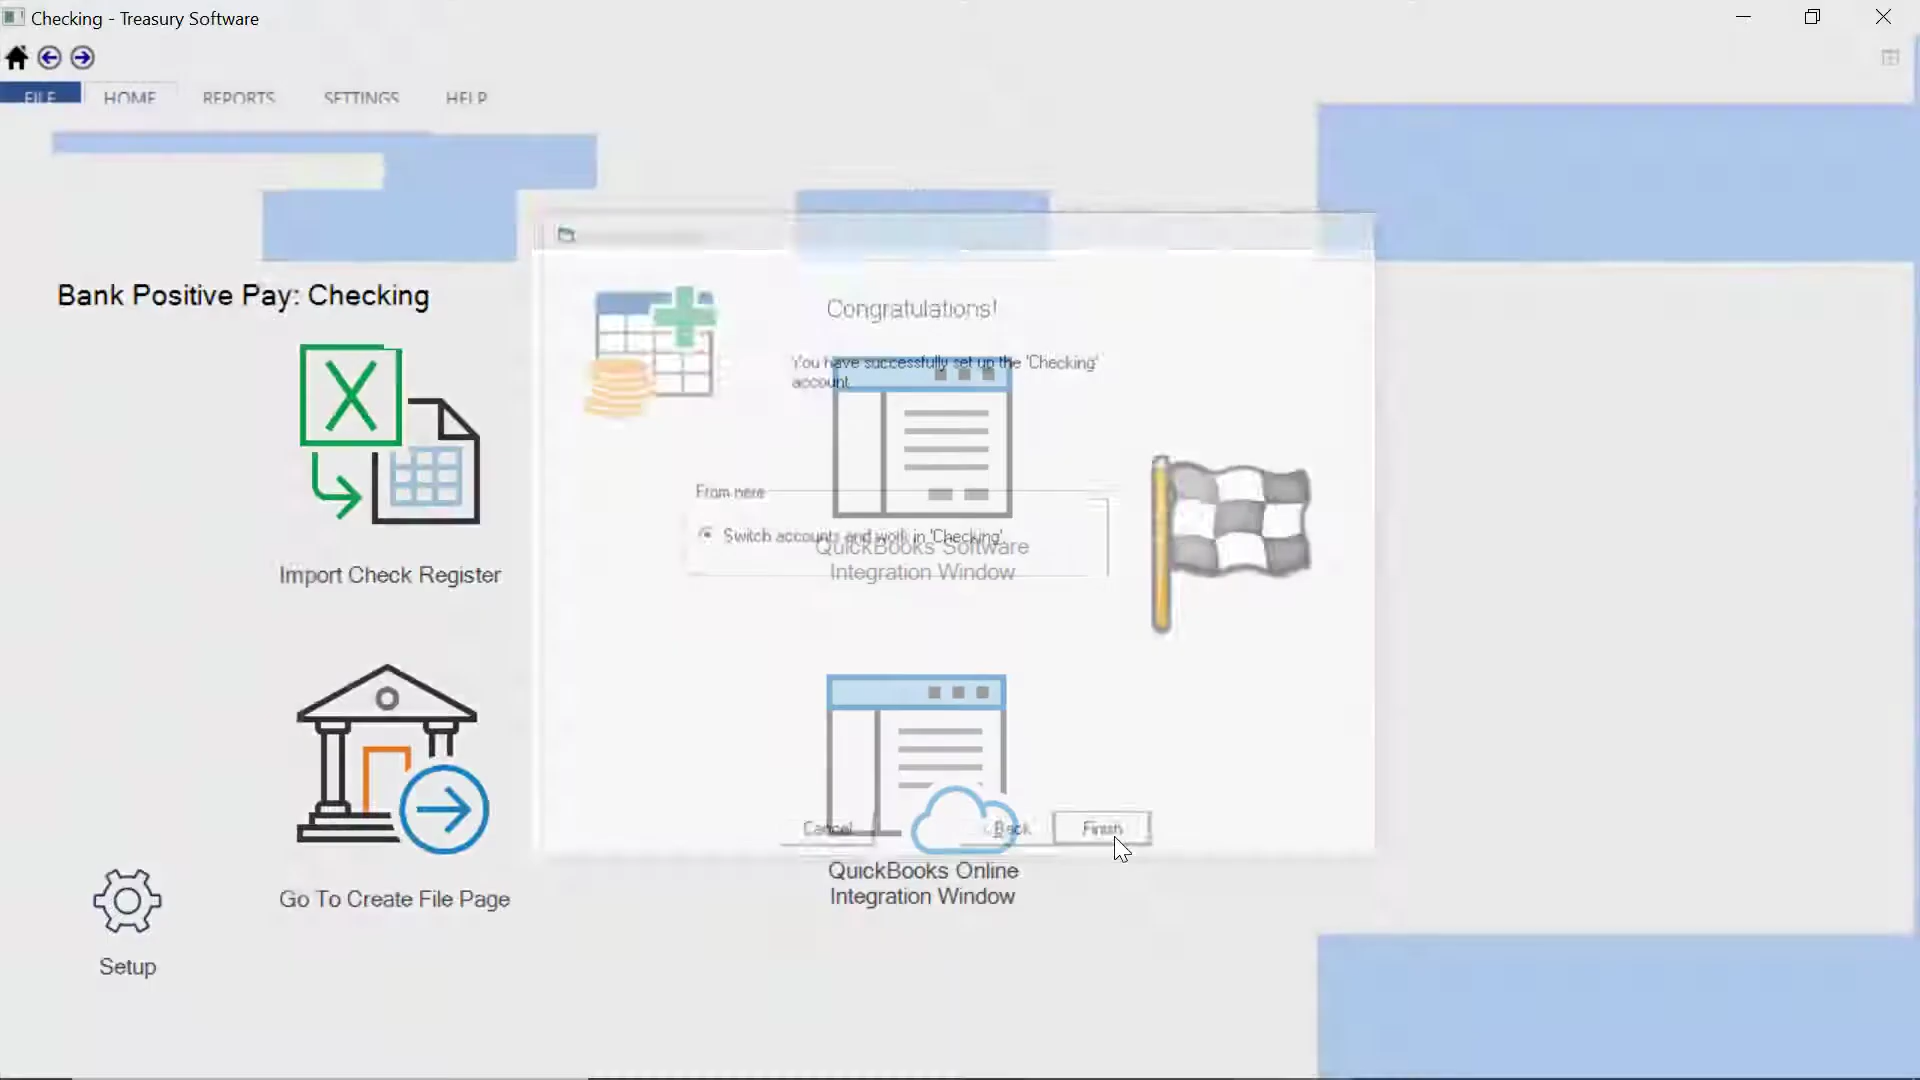 Checking - Treasury Software
FILE HOME REPORTS SETTINGS HELP
Bank Positive Pay: Checking
Import Check Register
Go To Create File Page
Setup
Congratulations!
You have successfully set up the 'Checking'
account
From here
Switch accounts and work in 'Checking'
QuickBooks Software
Integration Window
Cancel
Back
Finish
QuickBooks Online
Integration Window